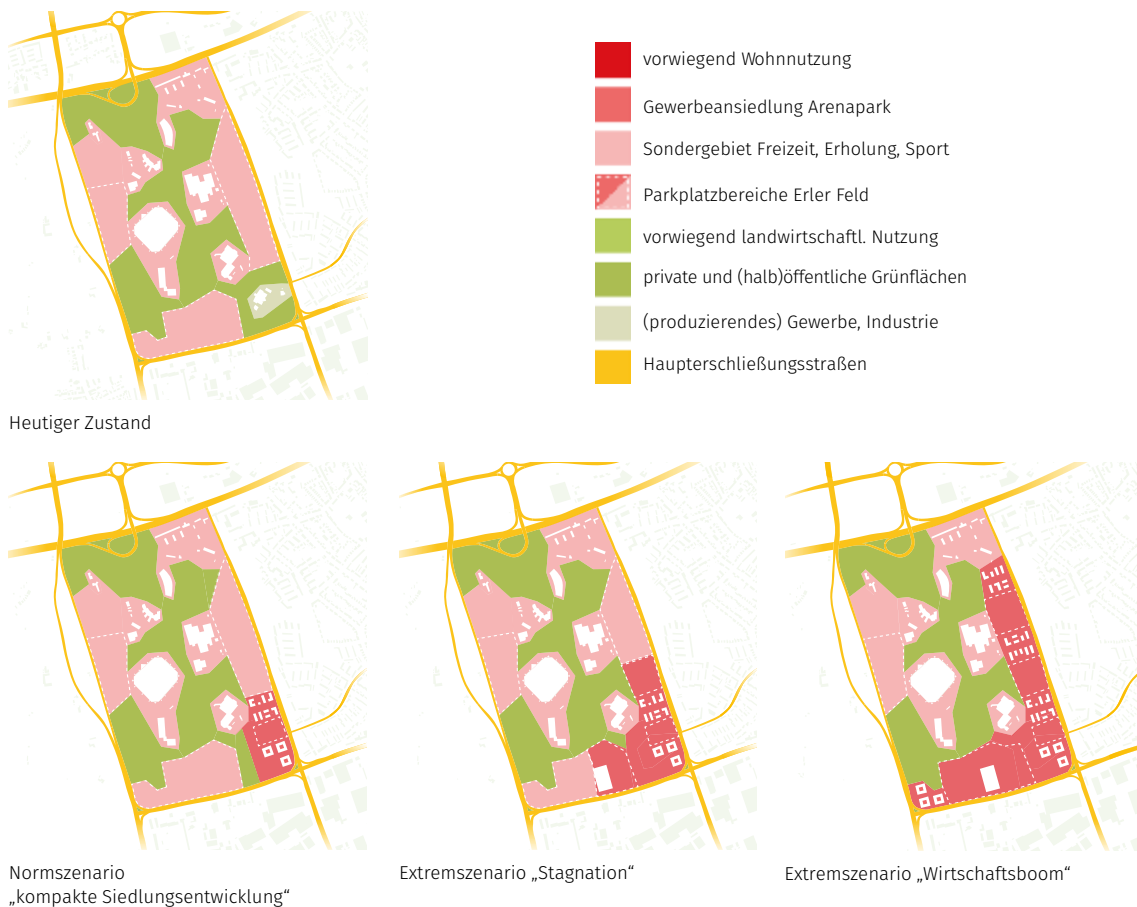 vorwiegend Wohnnutzung
Gewerbeansiedlung Arenapark
Sondergebiet Freizeit, Erholung, Sport
Parkplatzbereiche Erler Feld
vorwiegend landwirtschaftl. Nutzung
private und (halb)öffentliche Grünflächen
(produzierendes) Gewerbe, Industrie
Haupterschließungsstraßen
Heutiger Zustand
Normszenario
„kompakte Siedlungsentwicklung“
Extremszenario „Stagnation“
Extremszenario „Wirtschaftsboom“